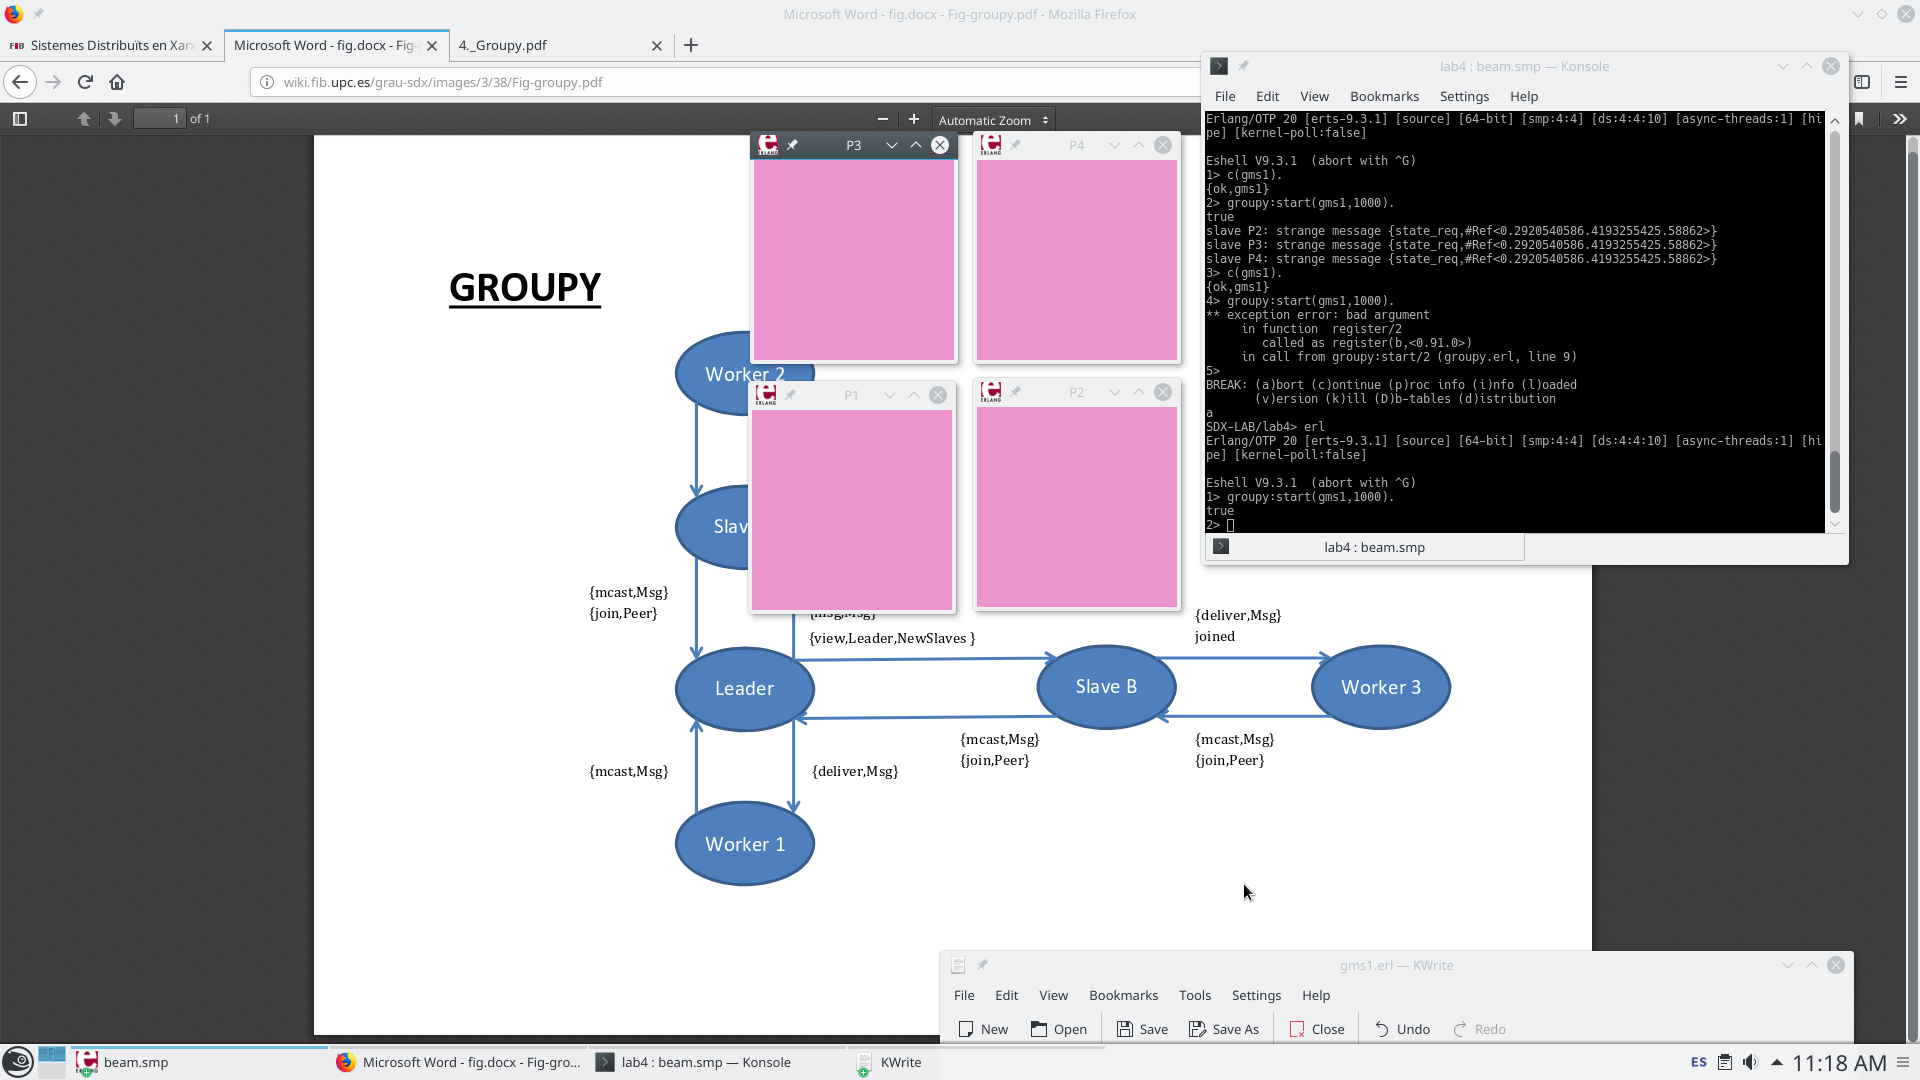 Microsoft Word - fig.docx - Fig-groupy.pdf - Mozilla Firefox
FIB Sistemes Distribuïts en Xar
Microsoft Word - fig.docx - Fig-
4._Groupy.pdf
wiki.fib.upc.es/grau-sdx/images/3/38/Fig-groupy.pdf
1 of 1
Automatic Zoom
GROUPY
Worker 2
Slav
{mcast,Msg}
{join,Peer}
{msg,Msg}
{view,Leader,NewSlaves }
Leader
Slave B
Worker 3
{deliver,Msg}
joined
{mcast,Msg}
{join,Peer}
{mcast,Msg}
{join,Peer}
{mcast,Msg}
{deliver,Msg}
Worker 1
P3
P4
P1
P2
ERLANG
ERLANG
ERLANG
ERLANG
lab4 : beam.smp — Konsole
File Edit View Bookmarks Settings Help
Erlang/OTP 20 [erts-9.3.1] [source] [64-bit] [smp:4:4] [ds:4:4:10] [async-threads:1] [hi
pe] [kernel-poll:false]
Eshell V9.3.1 (abort with ^G)
1> c(gms1).
{ok,gms1}
2> groupy:start(gms1,1000).
true
slave P2: strange message {state_req,#Ref<0.2920540586.4193255425.58862>}
slave P3: strange message {state_req,#Ref<0.2920540586.4193255425.58862>}
slave P4: strange message {state_req,#Ref<0.2920540586.4193255425.58862>}
3> c(gms1).
{ok,gms1}
4> groupy:start(gms1,1000).
** exception error: bad argument
in function register/2
called as register(b,<0.91.0>)
in call from groupy:start/2 (groupy.erl, line 9)
5>
BREAK: (a)bort (c)ontinue (p)roc info (i)nfo (l)oaded
(v)ersion (k)ill (D)b-tables (d)istribution
a
SDX-LAB/lab4> erl
Erlang/OTP 20 [erts-9.3.1] [source] [64-bit] [smp:4:4] [ds:4:4:10] [async-threads:1] [hi
pe] [kernel-poll:false]
Eshell V9.3.1 (abort with ^G)
1> groupy:start(gms1,1000).
true
2>
lab4 : beam.smp
gms1.erl — KWrite
File Edit View Bookmarks Tools Settings Help
New Open Save Save As Close Undo Redo
beam.smp
Microsoft Word - fig.docx - Fig-gro...
lab4 : beam.smp — Konsole
KWrite
ES
11:18 AM